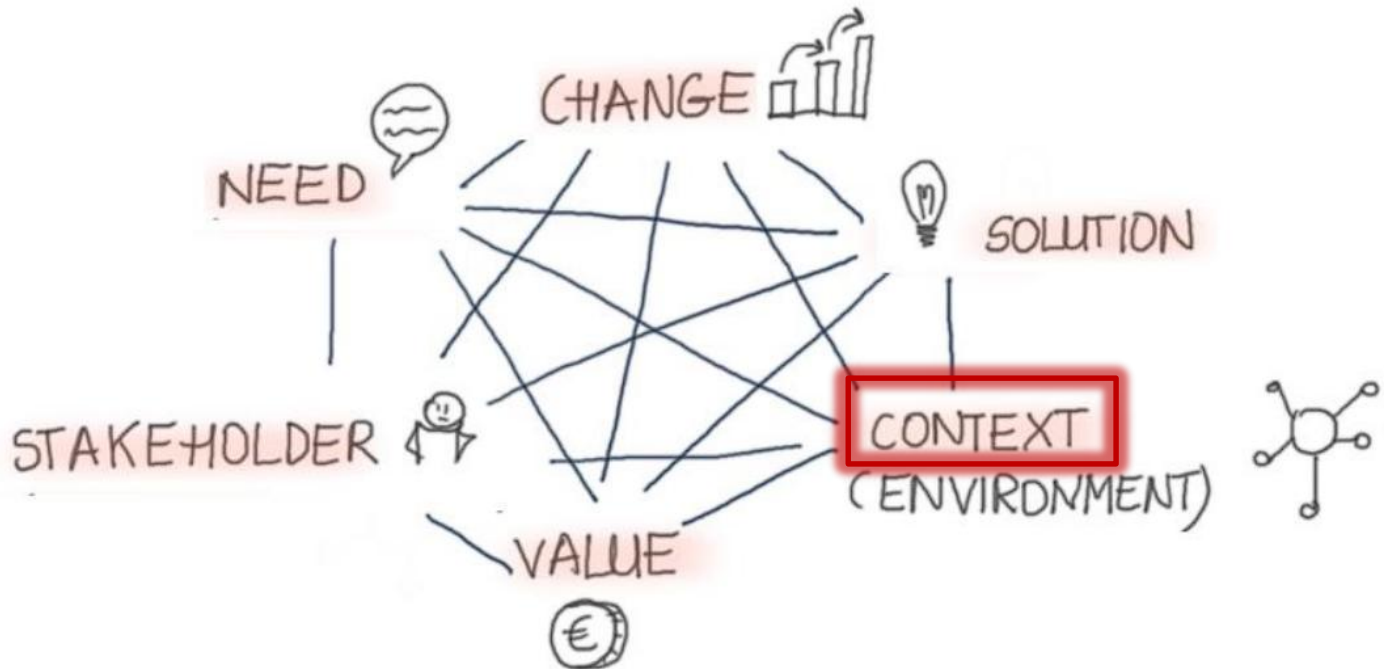 CHANGE
NEED
SOLUTION
STAKEHOLDER
CONTEXT
(ENVIRONMENT)
VALUE
€